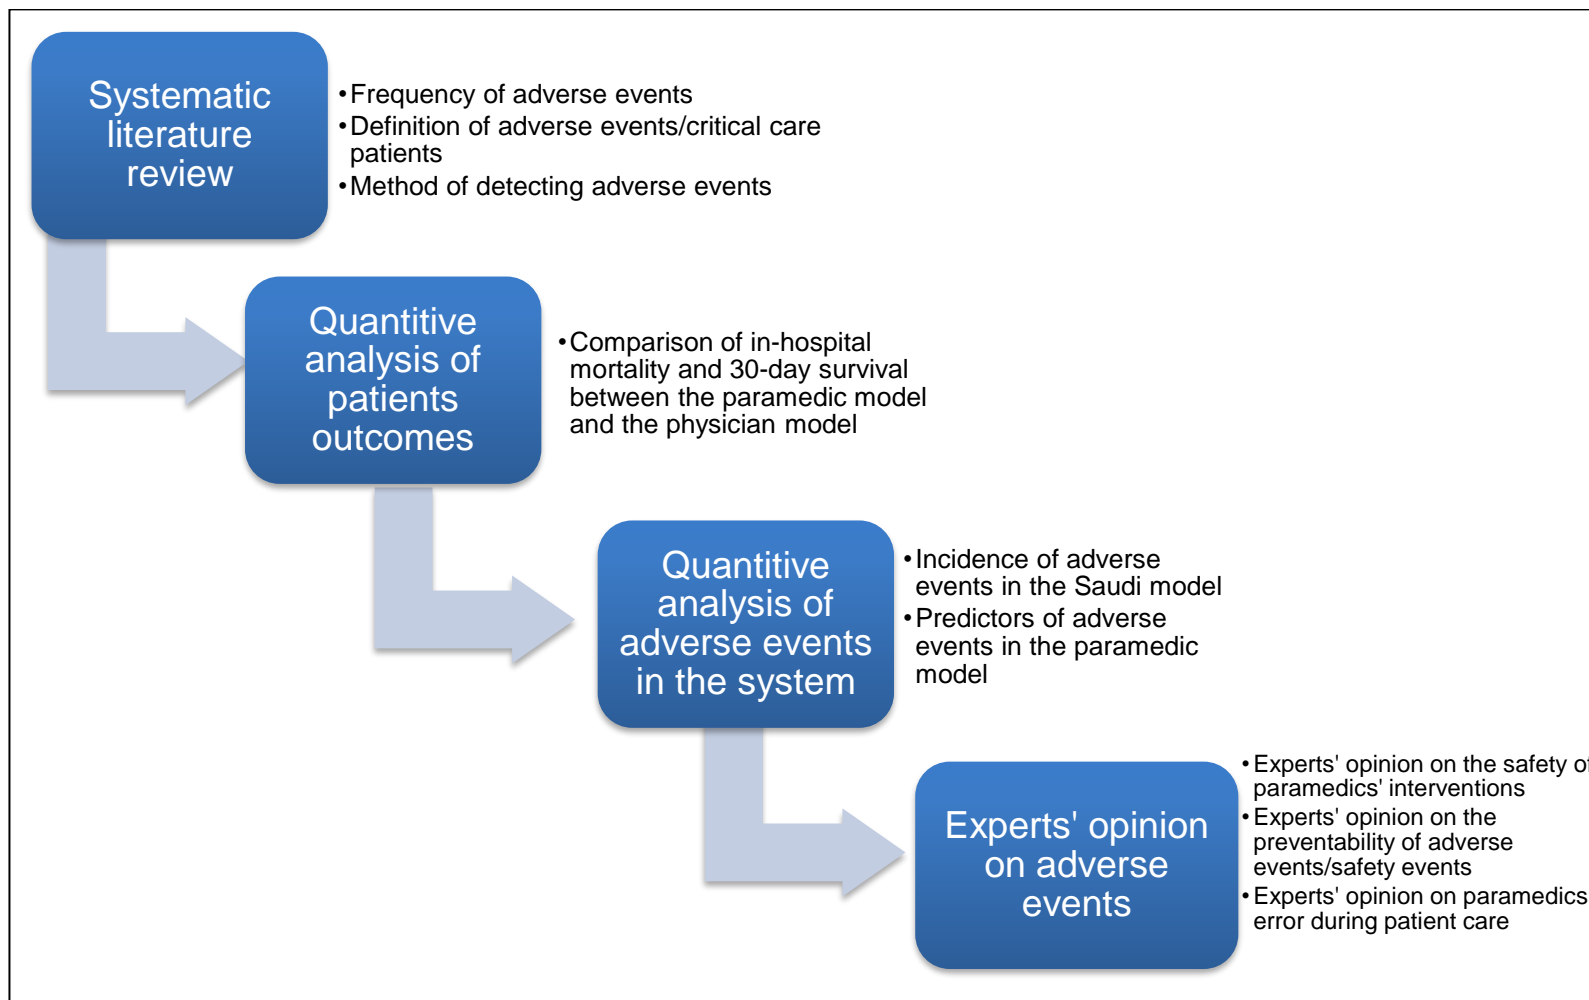 Systematic
literature
review
•Frequency of adverse events
•Definition of adverse events/critical care
patients
•Method of detecting adverse events
Quantitive
analysis of
patients
outcomes
•Comparison of in-hospital
mortality and 30-day survival
between the paramedic model
and the physician model
Quantitive
analysis of
adverse events
in the system
•Incidence of adverse
events in the Saudi model
•Predictors of adverse
events in the paramedic
model
Experts' opinion
on adverse
events
•Experts' opinion on the safety of
paramedics' interventions
•Experts' opinion on the
preventability of adverse
events/safety events
•Experts' opinion on paramedics
error during patient care